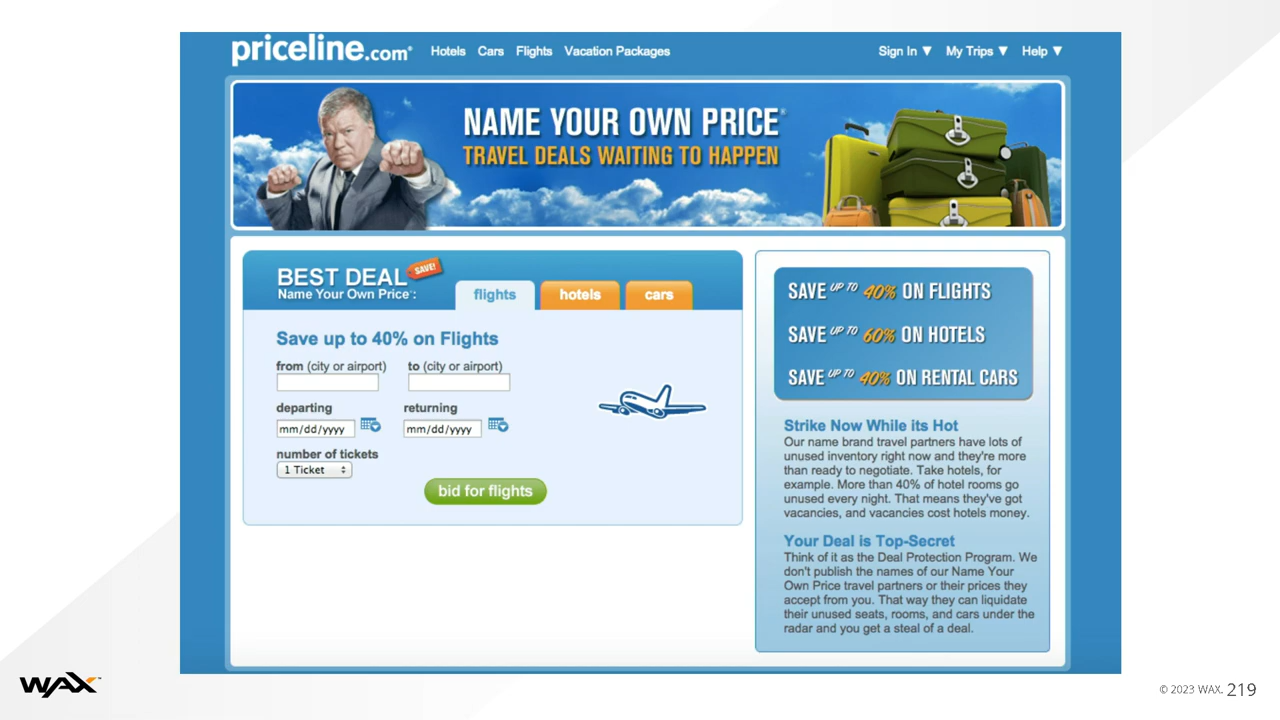 priceline.com®
Hotels Cars Flights Vacation Packages
Sign In ▼ My Trips ▼ Help ▼
NAME YOUR OWN PRICE®
TRAVEL DEALS WAITING TO HAPPEN
BEST DEAL
SAVE!
Name Your Own Price®:
flights
hotels
cars
Save up to 40% on Flights
from (city or airport)
to (city or airport)
departing
returning
mm/dd/yyyy
mm/dd/yyyy
number of tickets
1 Ticket
bid for flights
SAVE UP TO 40% ON FLIGHTS
SAVE UP TO 60% ON HOTELS
SAVE UP TO 40% ON RENTAL CARS
Strike Now While its Hot
Our name brand travel partners have lots of
unused inventory right now and they're more
than ready to negotiate. Take hotels, for
example. More than 40% of hotel rooms go
unused every night. That means they've got
vacancies, and vacancies cost hotels money.
Your Deal is Top-Secret
Think of it as the Deal Protection Program. We
don't publish the names of our Name Your
Own Price travel partners or their prices they
accept from you. That way they can liquidate
their unused seats, rooms, and cars under the
radar and you get a steal of a deal.
WAX™
© 2023 WAX. 219